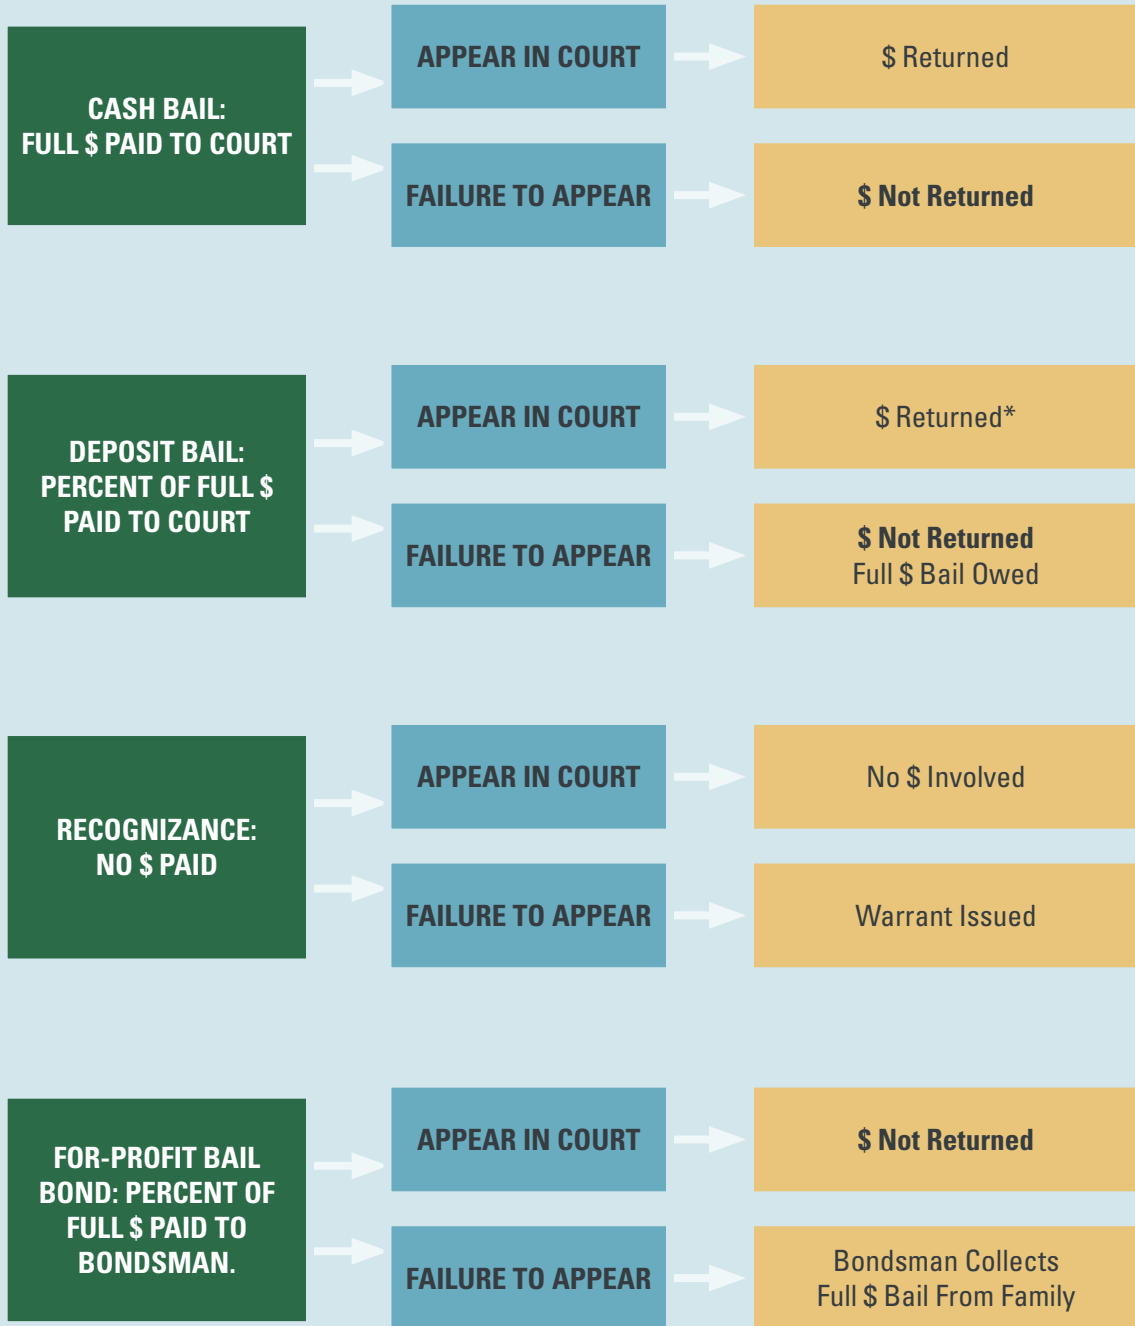 CASH BAIL:
FULL $ PAID TO COURT
APPEAR IN COURT
$ Returned
FAILURE TO APPEAR
$ Not Returned
DEPOSIT BAIL:
PERCENT OF FULL $
PAID TO COURT
APPEAR IN COURT
$ Returned*
FAILURE TO APPEAR
$ Not Returned
Full $ Bail Owed
RECOGNIZANCE:
NO $ PAID
APPEAR IN COURT
No $ Involved
FAILURE TO APPEAR
Warrant Issued
FOR-PROFIT BAIL
BOND: PERCENT OF
FULL $ PAID TO
BONDSMAN.
APPEAR IN COURT
$ Not Returned
FAILURE TO APPEAR
Bondsman Collects
Full $ Bail From Family